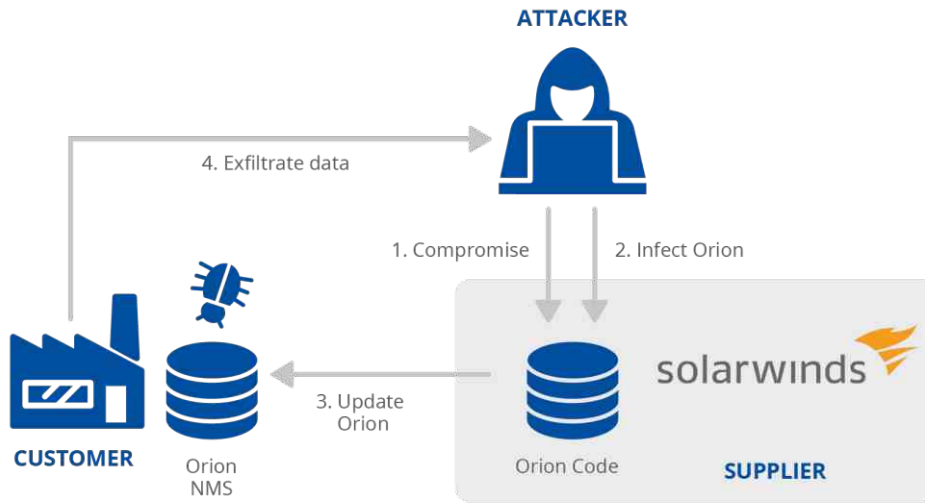 ATTACKER
4. Exfiltrate data
1. Compromise
2. Infect Orion
solarwinds
3. Update
Orion
CUSTOMER
Orion
NMS
Orion Code
SUPPLIER